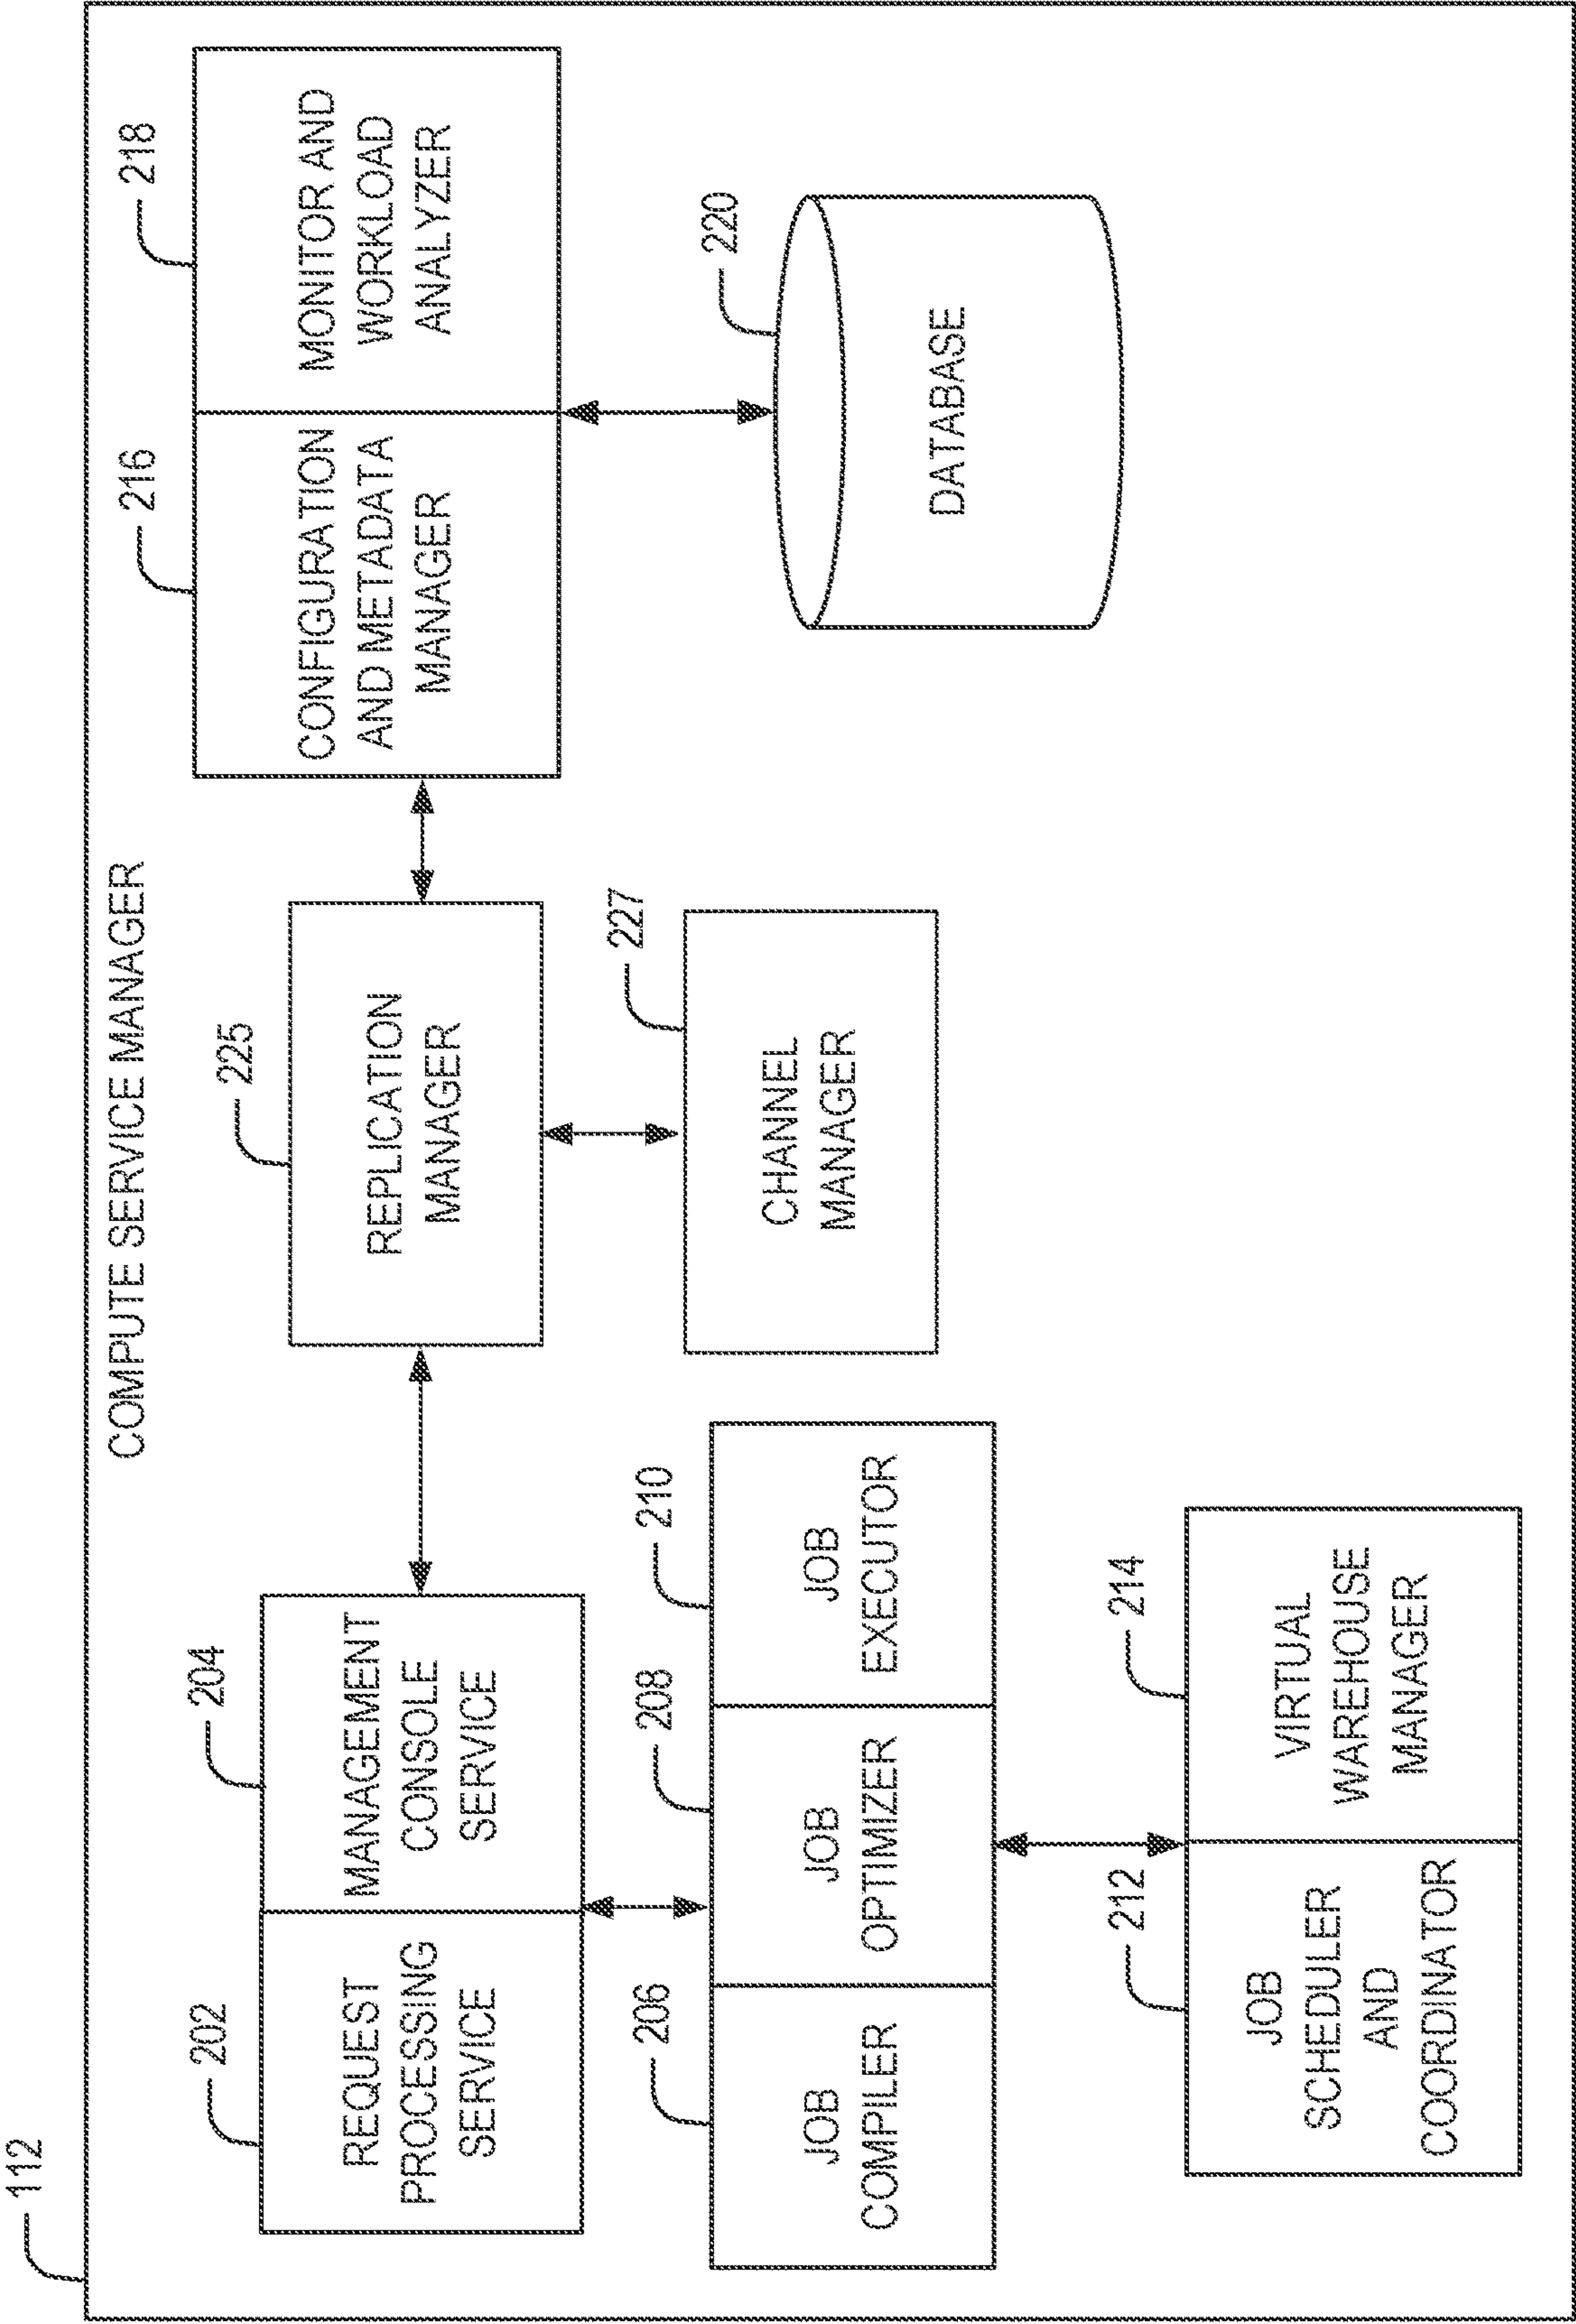 112
COMPUTE SERVICE MANAGER
202
REQUEST
PROCESSING
SERVICE
204
MANAGEMENT
CONSOLE
SERVICE
225
REPLICATION
MANAGER
216
CONFIGURATION
AND METADATA
MANAGER
218
MONITOR AND
WORKLOAD
ANALYZER
206
JOB
COMPILER
208
JOB
OPTIMIZER
210
JOB
EXECUTOR
227
CHANNEL
MANAGER
220
DATABASE
212
JOB
SCHEDULER
AND
COORDINATOR
214
VIRTUAL
WAREHOUSE
MANAGER